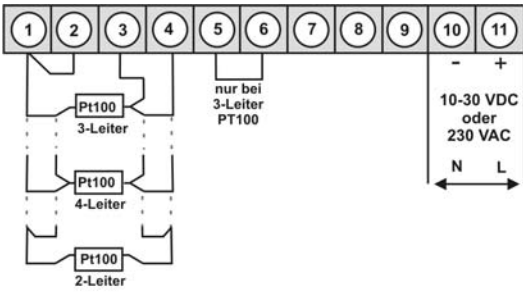 1 2 3 4 5 6 7 8 9 10 11
- +
nur bei
3-Leiter
PT100
10-30 VDC
oder
230 VAC
N L
Pt100
3-Leiter
Pt100
4-Leiter
Pt100
2-Leiter